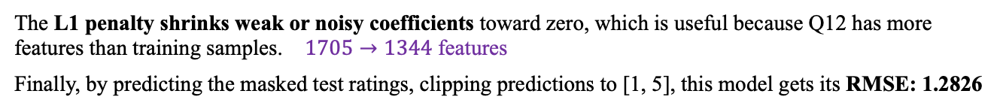 The L1 penalty shrinks weak or noisy coefficients toward zero, which is useful because Q12 has more
features than training samples. 1705 → 1344 features
Finally, by predicting the masked test ratings, clipping predictions to [1, 5], this model gets its RMSE: 1.2826